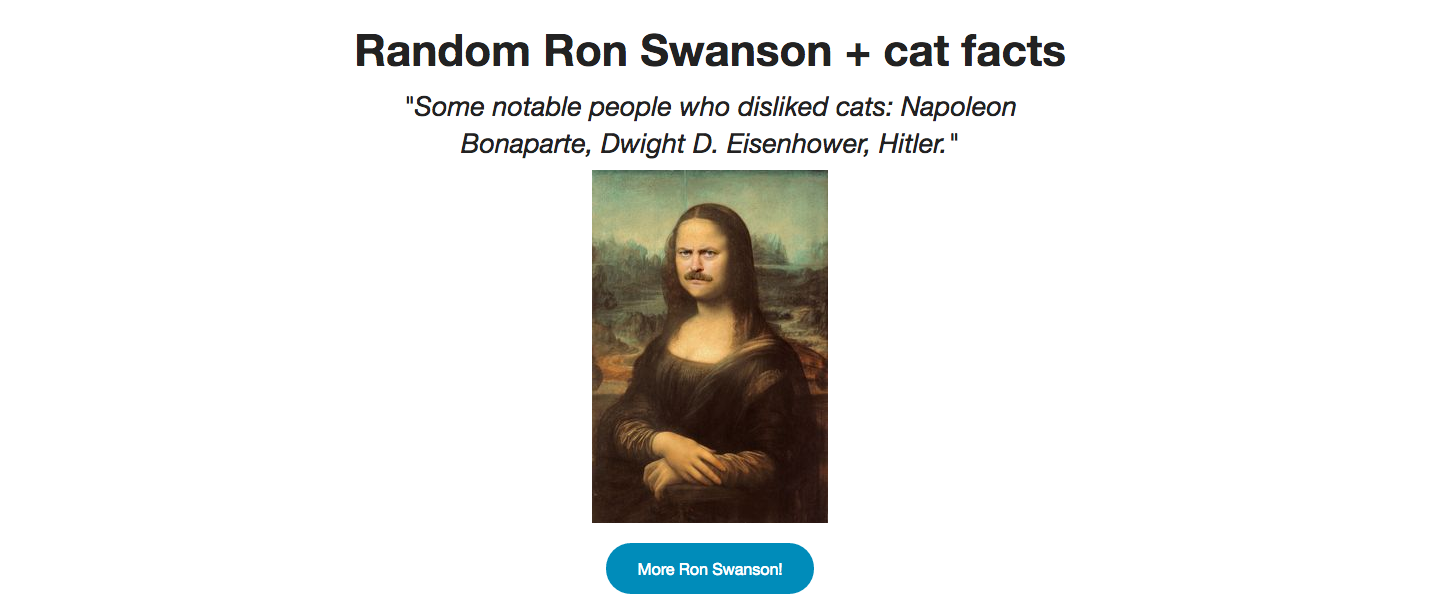 Random Ron Swanson + cat facts
"Some notable people who disliked cats: Napoleon
Bonaparte, Dwight D. Eisenhower, Hitler."
More Ron Swanson!